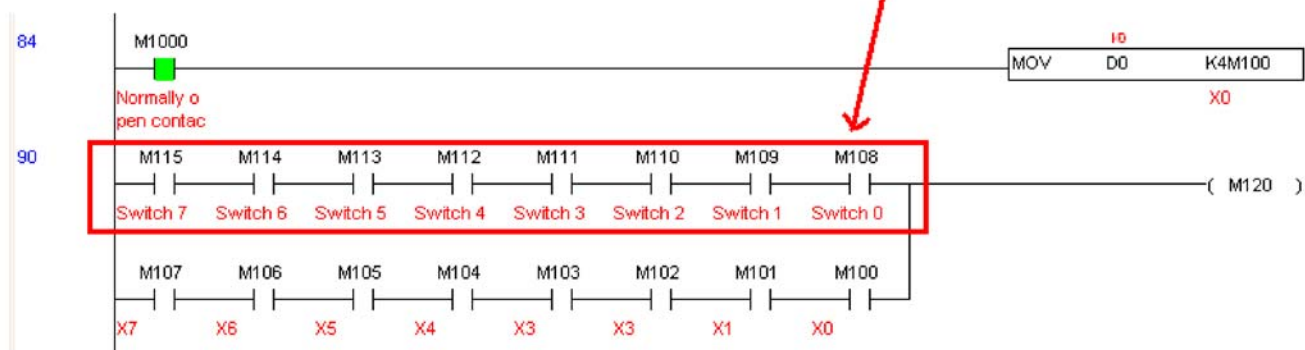 84 M1000
MOV D0 K4M100
Normally o X0
pen contac
90 M115 M114 M113 M112 M111 M110 M109 M108
( M120 )
Switch 7 Switch 6 Switch 5 Switch 4 Switch 3 Switch 2 Switch 1 Switch 0
M107 M106 M105 M104 M103 M102 M101 M100
X7 X6 X5 X4 X3 X3 X1 X0